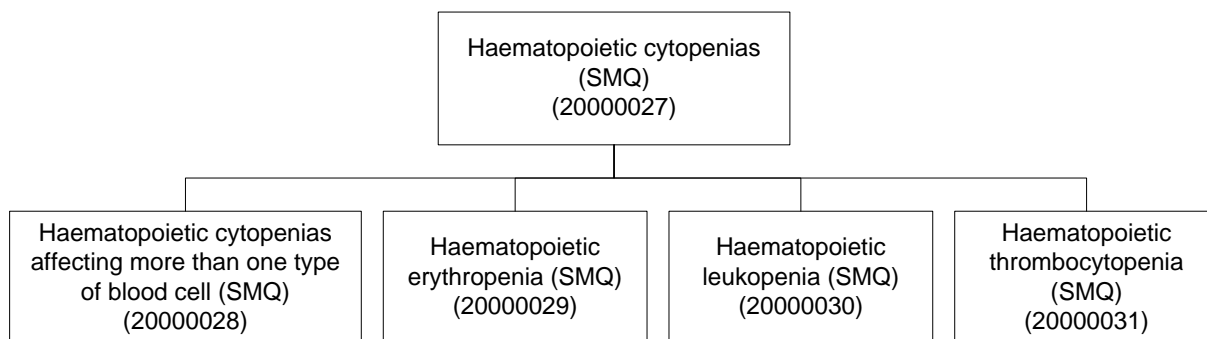 Haematopoietic cytopenias
(SMQ)
(20000027)
Haematopoietic cytopenias
affecting more than one type
of blood cell (SMQ)
(20000028)
Haematopoietic
erythropenia (SMQ)
(20000029)
Haematopoietic
leukopenia (SMQ)
(20000030)
Haematopoietic
thrombocytopenia
(SMQ)
(20000031)